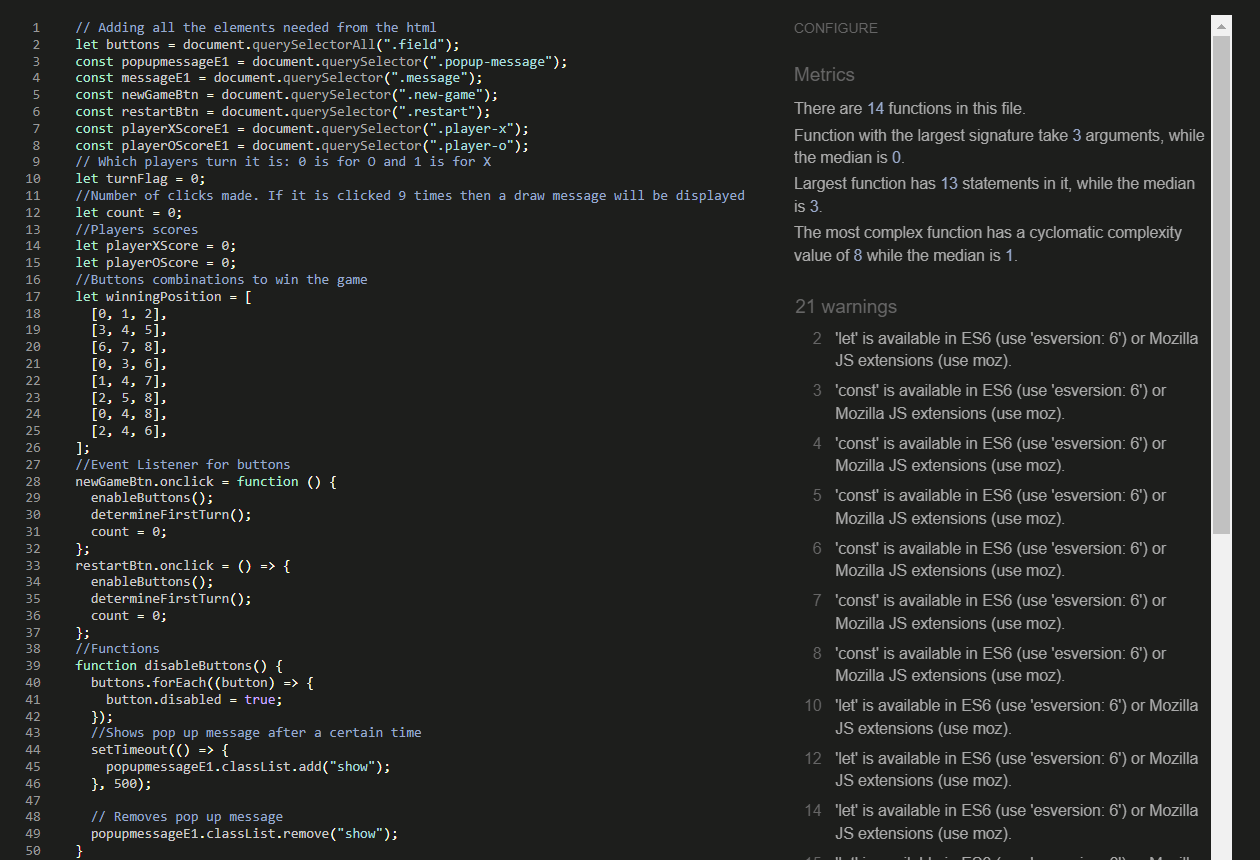 1 // Adding all the elements needed from the html
2 let buttons = document.querySelectorAll(".field");
3 const popupmessageE1 = document.querySelector(".popup-message");
4 const messageE1 = document.querySelector(".message");
5 const newGameBtn = document.querySelector(".new-game");
6 const restartBtn = document.querySelector(".restart");
7 const playerXScoreE1 = document.querySelector(".player-x");
8 const playerOScoreE1 = document.querySelector(".player-o");
9 // Which players turn it is: 0 is for O and 1 is for X
10 let turnFlag = 0;
11 //Number of clicks made. If it is clicked 9 times then a draw message will be displayed
12 let count = 0;
13 //Players scores
14 let playerXScore = 0;
15 let playerOScore = 0;
16 //Buttons combinations to win the game
17 let winningPosition = [
18 [0, 1, 2],
19 [3, 4, 5],
20 [6, 7, 8],
21 [0, 3, 6],
22 [1, 4, 7],
23 [2, 5, 8],
24 [0, 4, 8],
25 [2, 4, 6],
26 ];
27 //Event Listener for buttons
28 newGameBtn.onclick = function () {
29 enableButtons();
30 determineFirstTurn();
31 count = 0;
32 };
33 restartBtn.onclick = () => {
34 enableButtons();
35 determineFirstTurn();
36 count = 0;
37 };
38 //Functions
39 function disableButtons() {
40 buttons.forEach((button) => {
41 button.disabled = true;
42 });
43 //Shows pop up message after a certain time
44 setTimeout(() => {
45 popupmessageE1.classList.add("show");
46 }, 500);
47
48 // Removes pop up message
49 popupmessageE1.classList.remove("show");
50 }
CONFIGURE
Metrics
There are 14 functions in this file.
Function with the largest signature take 3 arguments, while
the median is 0.
Largest function has 13 statements in it, while the median
is 3.
The most complex function has a cyclomatic complexity
value of 8 while the median is 1.
21 warnings
2 'let' is available in ES6 (use 'esversion: 6') or Mozilla
JS extensions (use moz).
3 'const' is available in ES6 (use 'esversion: 6') or
Mozilla JS extensions (use moz).
4 'const' is available in ES6 (use 'esversion: 6') or
Mozilla JS extensions (use moz).
5 'const' is available in ES6 (use 'esversion: 6') or
Mozilla JS extensions (use moz).
6 'const' is available in ES6 (use 'esversion: 6') or
Mozilla JS extensions (use moz).
7 'const' is available in ES6 (use 'esversion: 6') or
Mozilla JS extensions (use moz).
8 'const' is available in ES6 (use 'esversion: 6') or
Mozilla JS extensions (use moz).
10 'let' is available in ES6 (use 'esversion: 6') or Mozilla
JS extensions (use moz).
12 'let' is available in ES6 (use 'esversion: 6') or Mozilla
JS extensions (use moz).
14 'let' is available in ES6 (use 'esversion: 6') or Mozilla
JS extensions (use moz).